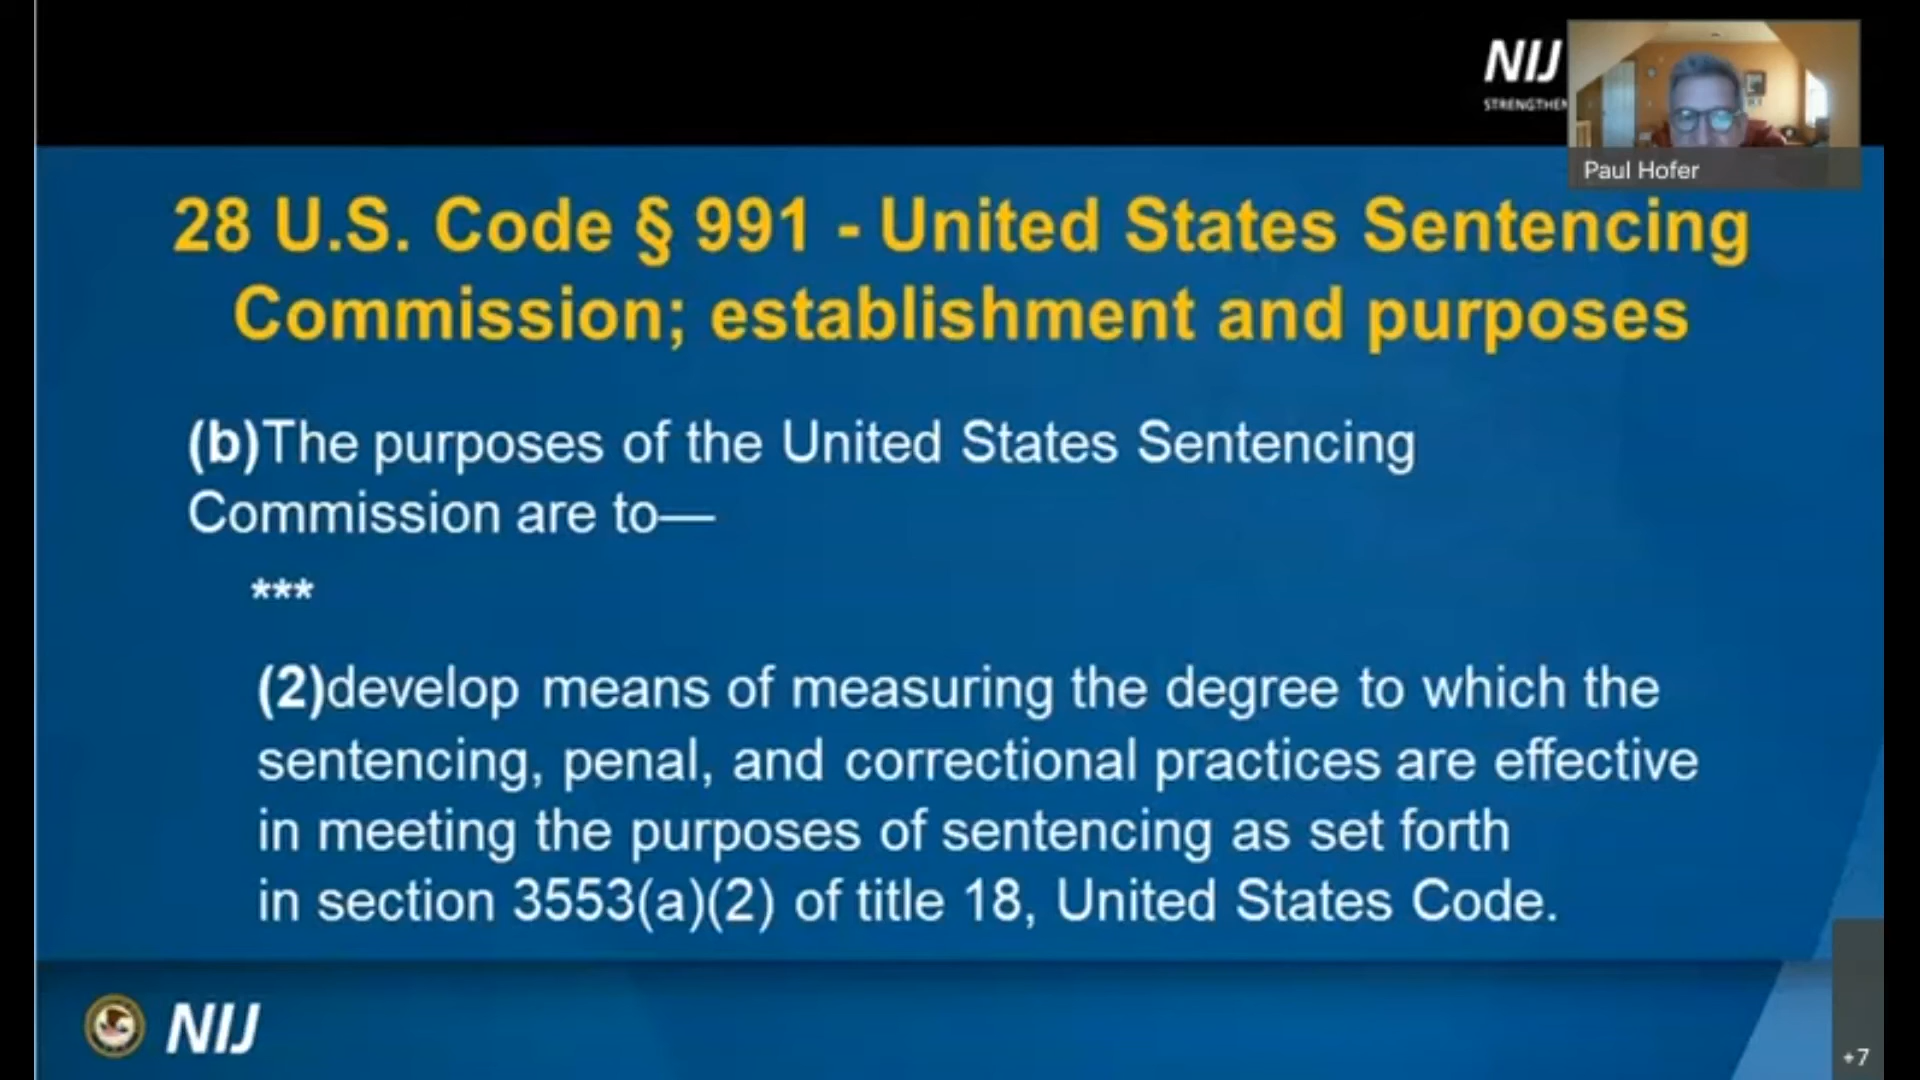 NIJ
STRENGTHEN
Paul Hofer
28 U.S. Code § 991 - United States Sentencing
Commission; establishment and purposes
(b)The purposes of the United States Sentencing
Commission are to—
***
(2)develop means of measuring the degree to which the
sentencing, penal, and correctional practices are effective
in meeting the purposes of sentencing as set forth
in section 3553(a)(2) of title 18, United States Code.
NIJ
+7